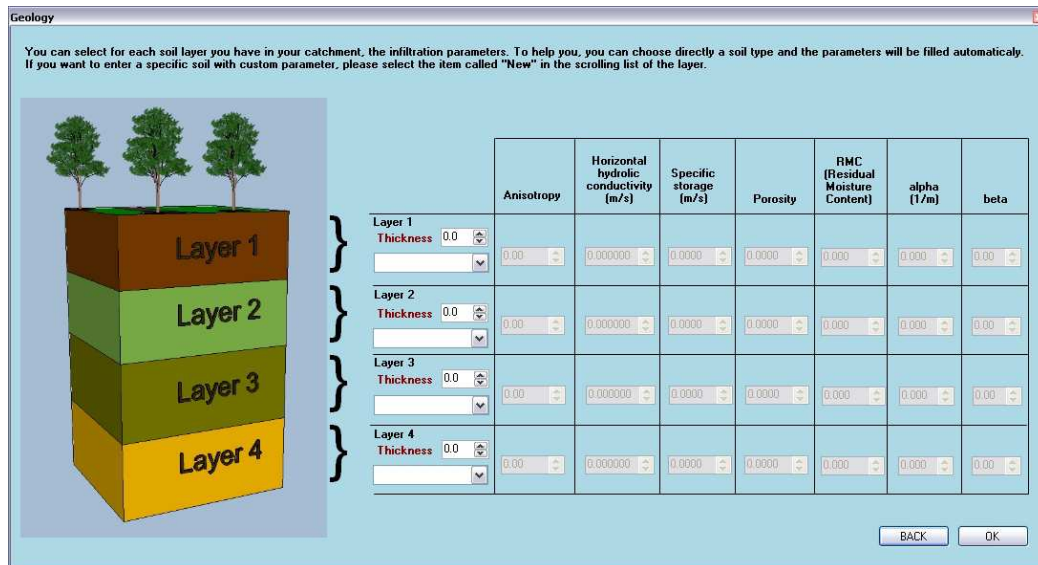 Geology
You can select for each soil layer you have in your catchment, the infiltration parameters. To help you, you can choose directly a soil type and the parameters will be filled automaticaly.
If you want to enter a specific soil with custom parameter, please select the item called "New" in the scrolling list of the layer.
Layer 1
Layer 2
Layer 3
Layer 4
Anisotropy
Horizontal
hydrolic
conductivity
(m/s)
Specific
storage
(m/s)
Porosity
RMC
(Residual
Moisture
Content)
alpha
(1/m)
beta
Layer 1
Thickness 0.0
0.00 0.000000 0.0000 0.0000 0.000 0.000 0.00
Layer 2
Thickness 0.0
0.00 0.000000 0.0000 0.0000 0.000 0.000 0.00
Layer 3
Thickness 0.0
0.00 0.000000 0.0000 0.0000 0.000 0.000 0.00
Layer 4
Thickness 0.0
0.00 0.000000 0.0000 0.0000 0.000 0.000 0.00
BACK OK